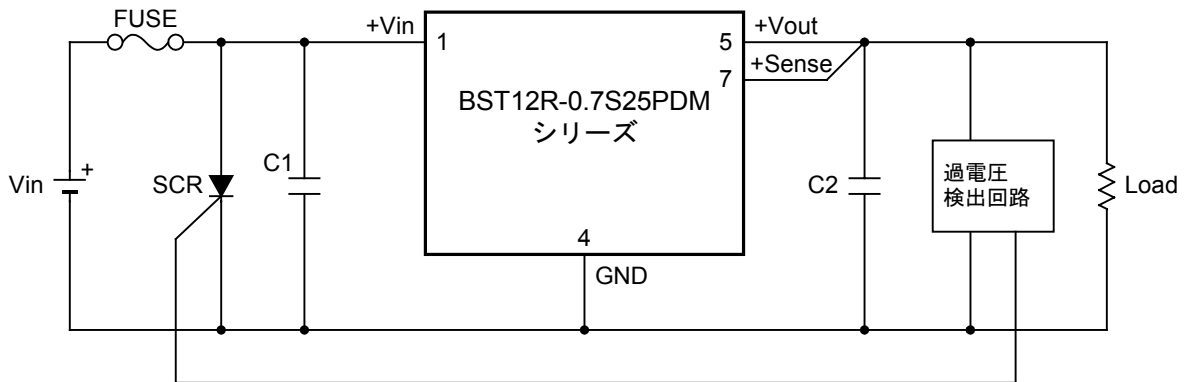 FUSE
+Vin
1
5
+Vout
7
+Sense
BST12R-0.7S25PDM
シリーズ
Vin
+
SCR
C1
C2
過電圧
検出回路
Load
4
GND